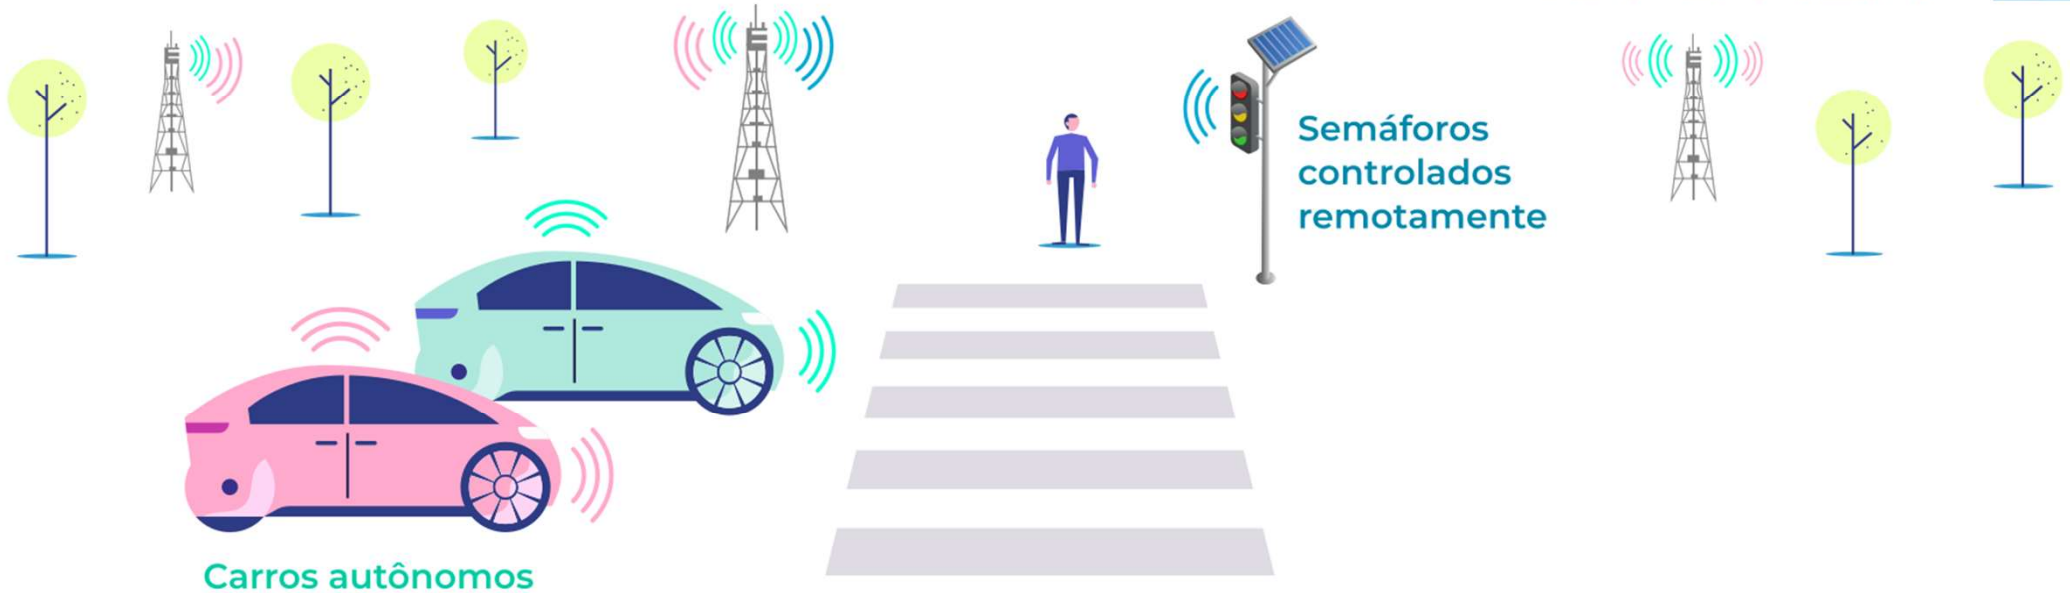 Semáforos
controlados
remotamente
Carros autônomos